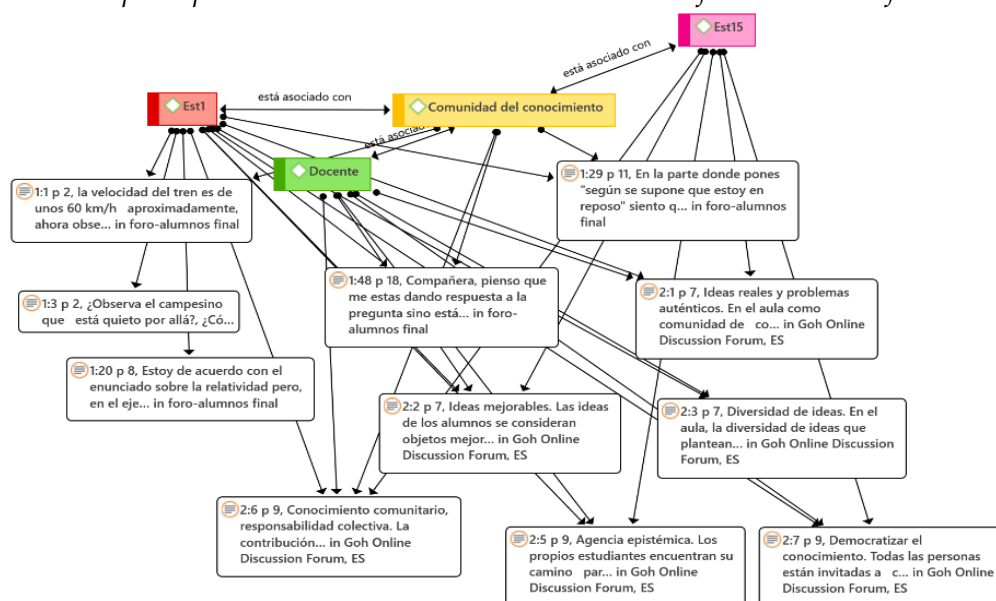 Est15
está asociado con
Est1
está asociado con
Comunidad del conocimiento
está asociado
Docente
1:1 p 2, la velocidad del tren es de
unos 60 km/h aproximadamente,
ahora obse... in foro-alumnos
final
1:29 p 11, En la parte donde pones
"según se supone que estoy en
reposo" siento q... in foro-alumnos
final
1:3 p 2, ¿Observa el campesino
que está quieto por allá?, ¿Có...
1:48 p 18, Compañera, pienso que
me estas dando respuesta a la
pregunta sino está... in foro-
alumnos final
2:1 p 7, Ideas reales y problemas
auténticos. En el aula como
comunidad de co... in Goh Online
Discussion Forum, ES
1:20 p 8, Estoy de acuerdo con el
enunciado sobre la relatividad pero,
en el eje... in foro-alumnos final
2:2 p 7, Ideas mejorables. Las ideas
de los alumnos se consideran
objetos mejor... in Goh Online
Discussion Forum, ES
2:3 p 7, Diversidad de ideas. En el
aula, la diversidad de ideas que
plantean... in Goh Online Discussion
Forum, ES
2:6 p 9, Conocimiento comunitario,
responsabilidad colectiva. La
contribución... in Goh Online
Discussion Forum, ES
2:5 p 9, Agencia epistémica. Los
propios estudiantes encuentran su
camino par... in Goh Online
Discussion Forum, ES
2:7 p 9, Democratizar el
conocimiento. Todas las personas
están invitadas a c... in Goh Online
Discussion Forum, ES